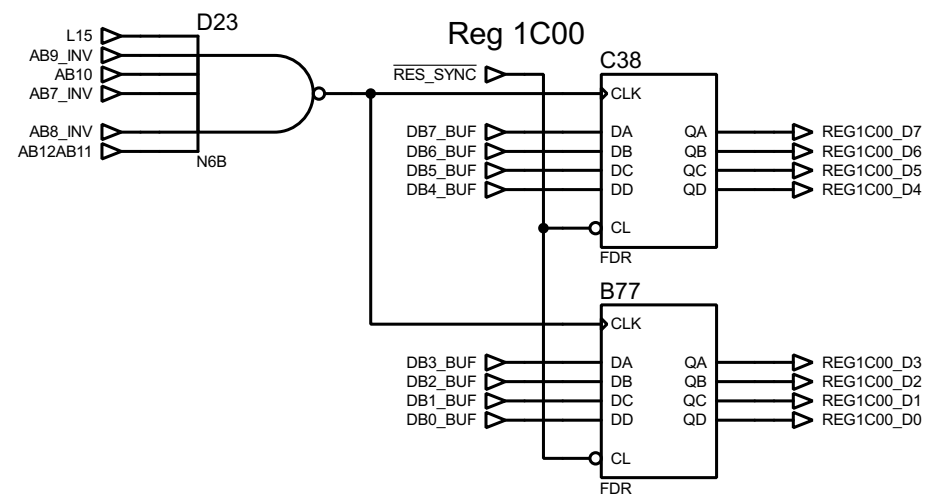 D23
L15
AB9_INV
AB10
AB7_INV
AB8_INV
AB12AB11
N6B
Reg 1C00
RES_SYNC
C38
CLK
DB7_BUF DA QA REG1C00_D7
DB6_BUF DB QB REG1C00_D6
DB5_BUF DC QC REG1C00_D5
DB4_BUF DD QD REG1C00_D4
CL
FDR
B77
CLK
DB3_BUF DA QA REG1C00_D3
DB2_BUF DB QB REG1C00_D2
DB1_BUF DC QC REG1C00_D1
DB0_BUF DD QD REG1C00_D0
CL
FDR